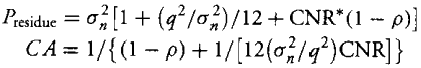 P_residue = σ_n^2[1 + (q^2/σ_n^2)/12 + CNR*(1 − ρ)]
CA = 1/{(1 − ρ) + 1/[12(σ_n^2/q^2)CNR]}